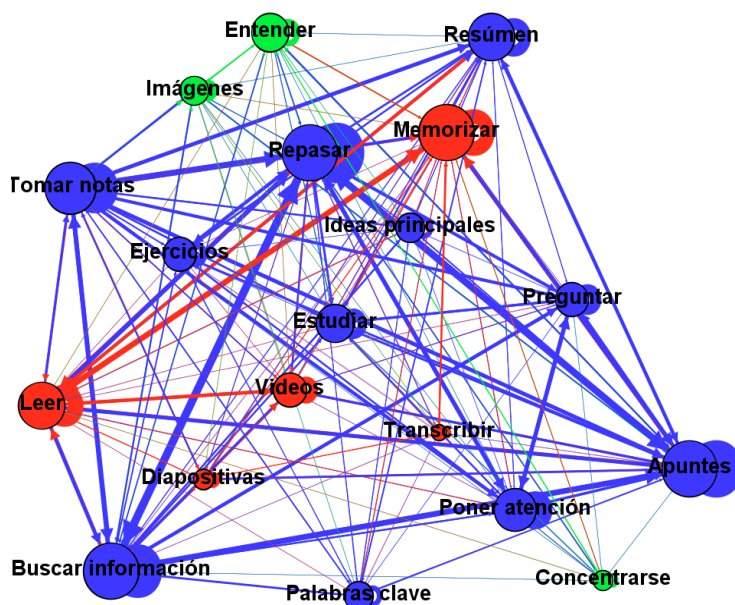 Entender
Resúmen
Imágenes
Memorizar
Repasar
Tomar notas
Ideas principales
Ejercicios
Preguntar
Estudiar
Videos
Leer
Transcribir
Diapositivas
Apuntes
Poner atención
Buscar información
Concentrarse
Palabras clave